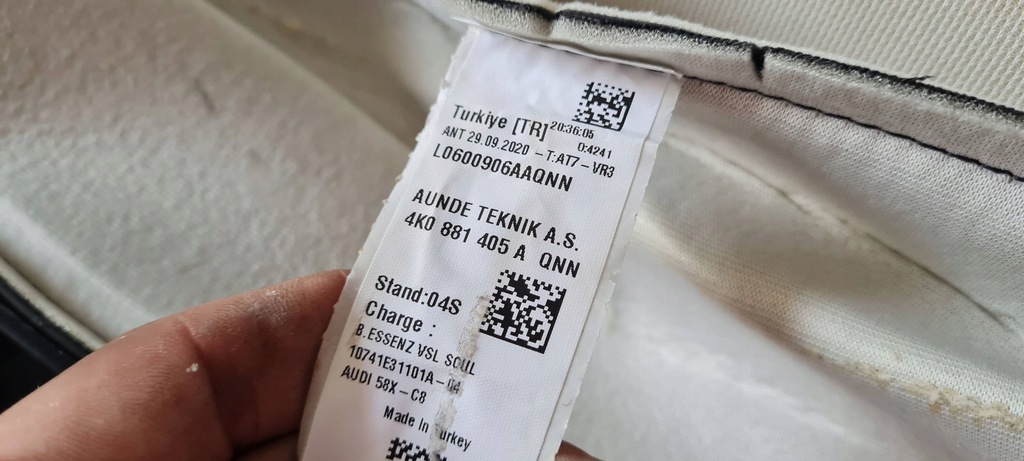 Turkiye [TR] 20:36:05
0:4241
ANT 29.09.2020 - T:AT7 - VR3
L0600906AAQNN
AUNDE TEKNIK A.S.
4K0 881 405 A QNN
Stand:04S
Charge :
B.ESSENZ VSL SOUL
10741E31101A-04
AUDI 58X-C8
Made In Turkey